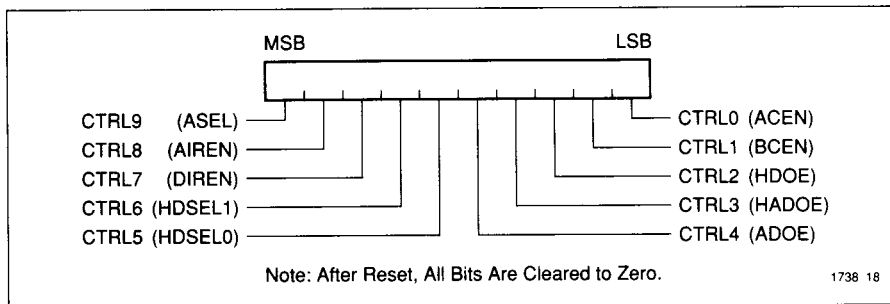 MSB LSB
CTRL9 (ASEL) CTRL0 (ACEN)
CTRL8 (AIREN) CTRL1 (BCEN)
CTRL7 (DIREN) CTRL2 (HDOE)
CTRL6 (HDSEL1) CTRL3 (HADOE)
CTRL5 (HDSEL0) CTRL4 (ADOE)
Note: After Reset, All Bits Are Cleared to Zero.
1738 18